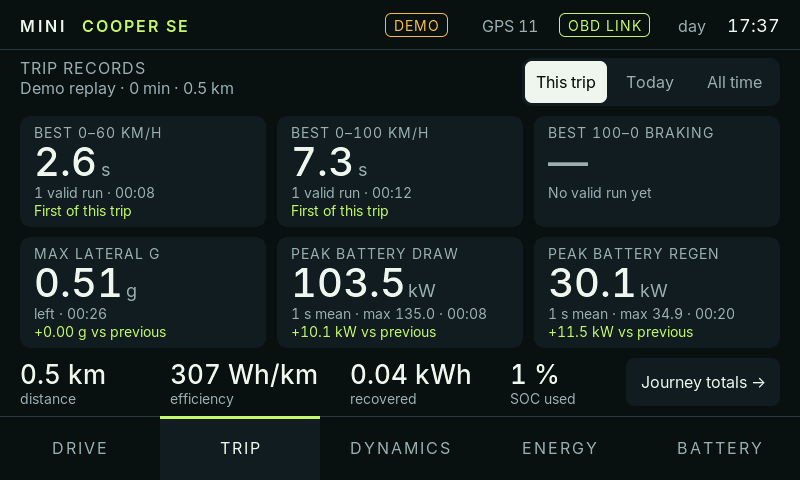 MINI COOPER SE DEMO GPS 11 OBD LINK day 17:37
TRIP RECORDS
Demo replay · 0 min · 0.5 km
This trip Today All time
BEST 0–60 KM/H
2.6 s
1 valid run · 00:08
First of this trip
BEST 0–100 KM/H
7.3 s
1 valid run · 00:12
First of this trip
BEST 100–0 BRAKING
—
No valid run yet
MAX LATERAL G
0.51 g
left · 00:26
+0.00 g vs previous
PEAK BATTERY DRAW
103.5 kW
1 s mean · max 135.0 · 00:08
+10.1 kW vs previous
PEAK BATTERY REGEN
30.1 kW
1 s mean · max 34.9 · 00:20
+11.5 kW vs previous
0.5 km
distance
307 Wh/km
efficiency
0.04 kWh
recovered
1 %
SOC used
Journey totals →
DRIVE TRIP DYNAMICS ENERGY BATTERY